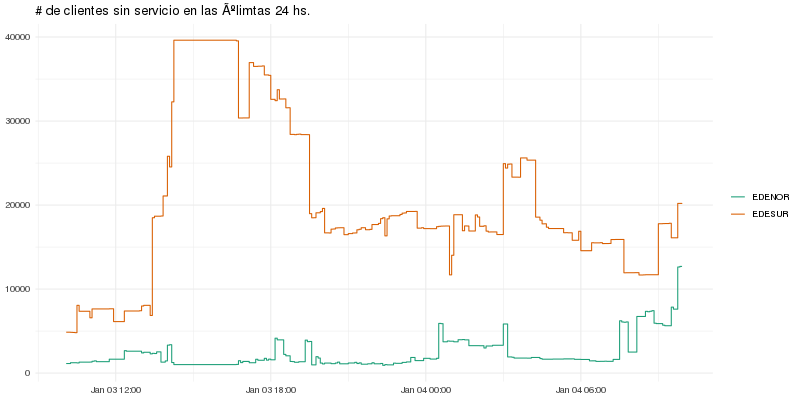 # de clientes sin servicio en las Ãºlimtas 24 hs.
40000
30000
20000
10000
0
Jan 03 12:00
Jan 03 18:00
Jan 04 00:00
Jan 04 06:00
EDENOR
EDESUR